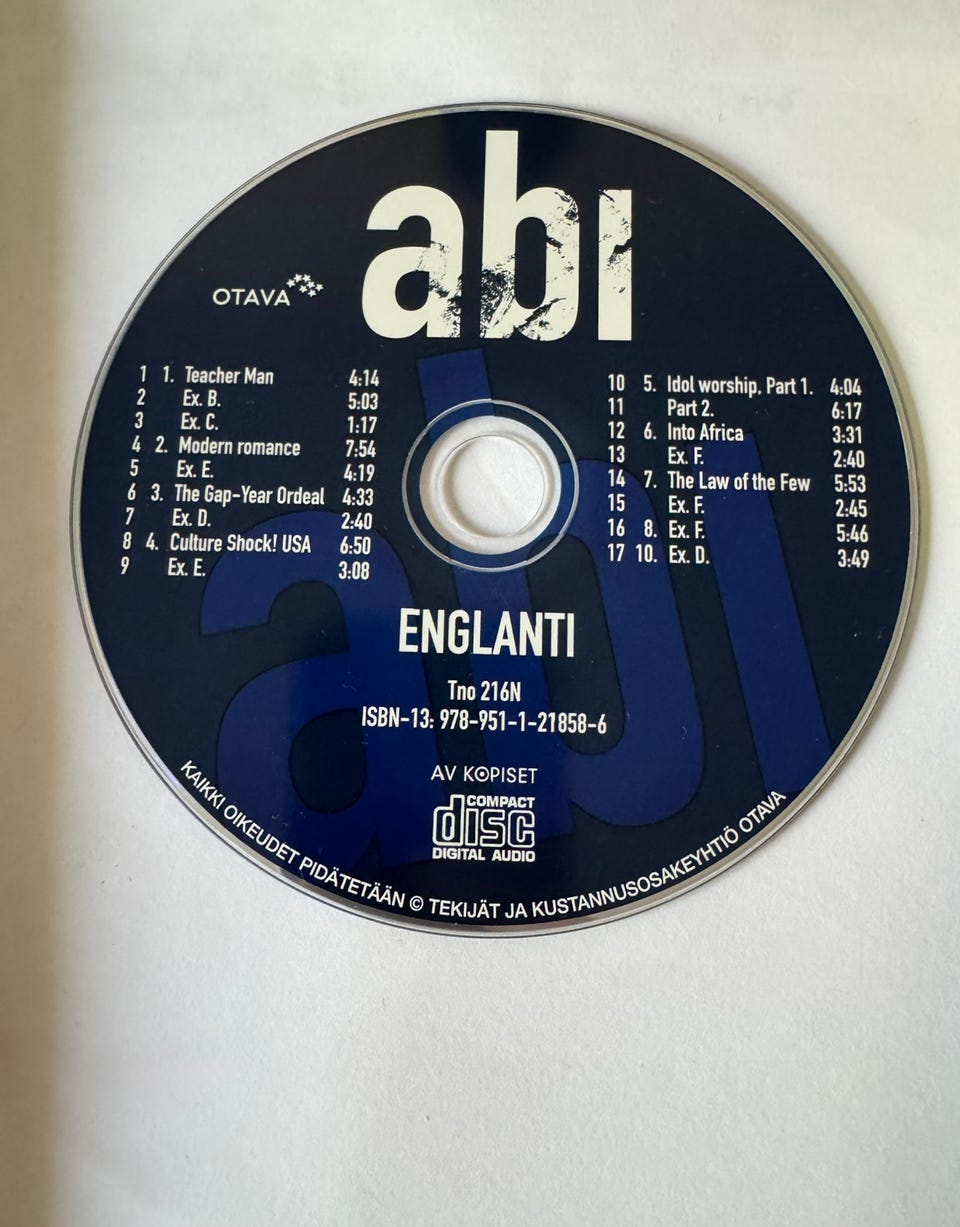 abi
OTAVA
1 1. Teacher Man 4:14
2 Ex. B. 5:03
3 Ex. C. 1:17
4 2. Modern romance 7:54
5 Ex. E. 4:19
6 3. The Gap-Year Ordeal 4:33
7 Ex. D. 2:40
8 4. Culture Shock! USA 6:50
9 Ex. E. 3:08
10 5. Idol worship, Part 1. 4:04
11 Part 2. 6:17
12 6. Into Africa 3:31
13 Ex. F. 2:40
14 7. The Law of the Few 5:53
15 Ex. F. 2:45
16 8. Ex. F. 5:46
17 10. Ex. D. 3:49
abi
ENGLANTI
Tno 216N
ISBN-13: 978-951-1-21858-6
AV KOPISET
COMPACT
disc
DIGITAL AUDIO
KAIKKI OIKEUDET PIDÄTETÄÄN © TEKIJÄT JA KUSTANNUSOSAKEYHTIÖ OTAVA